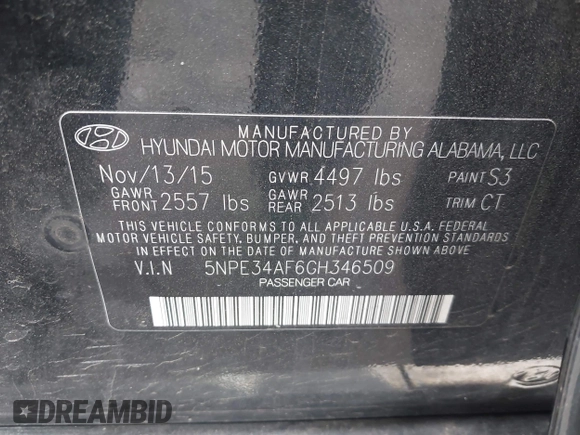 MANUFACTURED BY
HYUNDAI MOTOR MANUFACTURING ALABAMA, LLC
Nov/13/15 GVWR 4497 lbs PAINT S3
GAWR FRONT 2557 lbs GAWR REAR 2513 lbs TRIM CT
THIS VEHICLE CONFORMS TO ALL APPLICABLE U.S.A. FEDERAL
MOTOR VEHICLE SAFETY, BUMPER, AND THEFT PREVENTION STANDARDS
IN EFFECT ON THE DATE OF MANUFACTURE SHOWN ABOVE
V.I.N 5NPE34AF6GH346509
PASSENGER CAR
DREAMBID